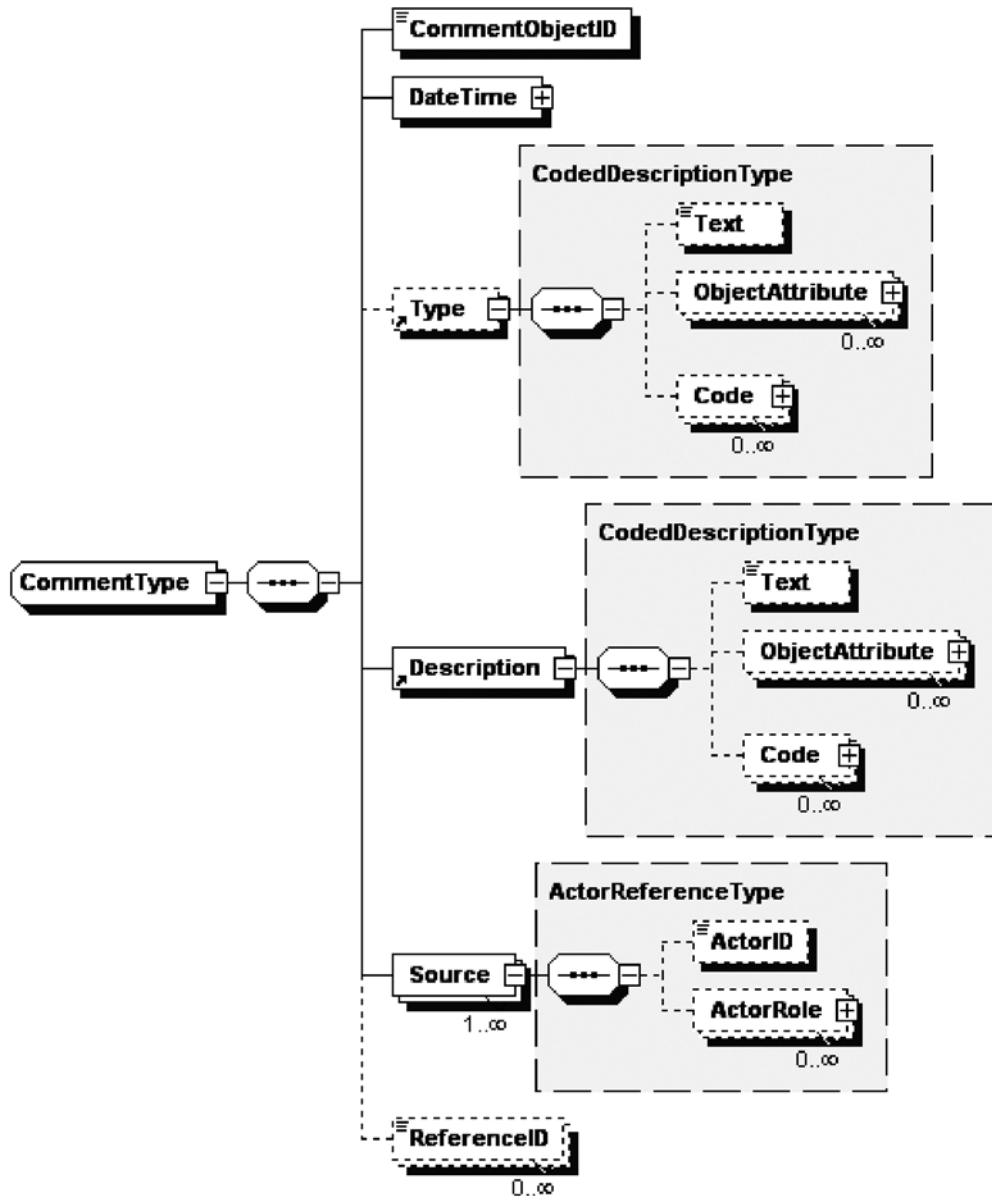 CommentObjectID
DateTime
CodedDescriptionType
Text
Type
ObjectAttribute
0..∞
Code
0..∞
CommentType
CodedDescriptionType
Text
Description
ObjectAttribute
0..∞
Code
0..∞
ActorReferenceType
ActorID
Source
1..∞
ActorRole
0..∞
ReferenceID
0..∞